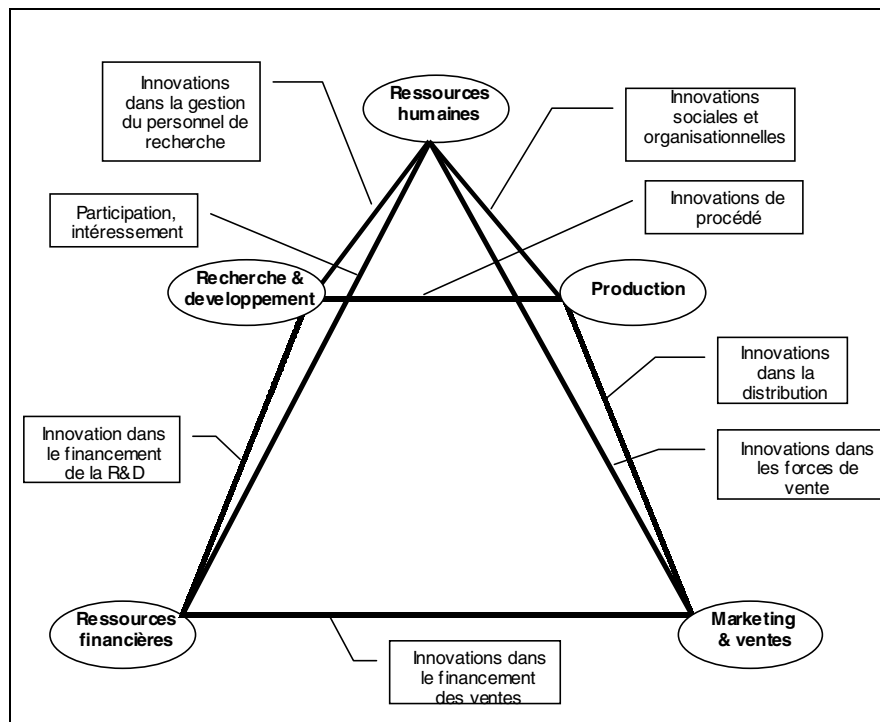 Innovations
dans la gestion
du personnel de
recherche
Ressources
humaines
Innovations
sociales et
organisationnelles
Participation,
intéressement
Innovations de
procédé
Recherche &
developpement
Production
Innovations
dans la
distribution
Innovation dans
le financement
de la R&D
Innovations dans
les forces de
vente
Ressources
financières
Marketing
& ventes
Innovations dans
le financement
des ventes